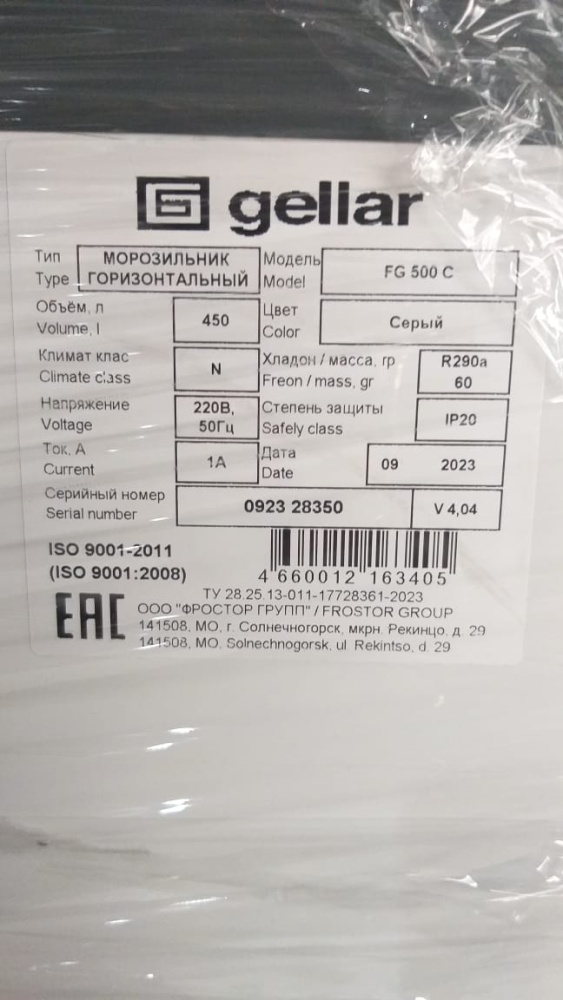 gellar
Тип МОРОЗИЛЬНИК Модель FG 500 C
Type ГОРИЗОНТАЛЬНЫЙ Model
Объём, л 450 Цвет Серый
Volume, l Color
Климат клас N Хладон / масса, гр R290a
Climate class Freon / mass, gr 60
Напряжение 220В, Степень защиты IP20
Voltage 50Гц Safely class
Ток, А 1А Дата 09 2023
Current Date
Серийный номер 0923 28350 V 4,04
Serial number
ISO 9001-2011
(ISO 9001:2008)
4 660012 163405
ТУ 28.25.13-011-17728361-2023
EAC ООО "ФРОСТОР ГРУПП" / FROSTOR GROUP
141508, МО, г. Солнечногорск, мкрн. Рекинцо, д. 29
141508, MO, Solnechnogorsk, ul. Rekintso, d. 29